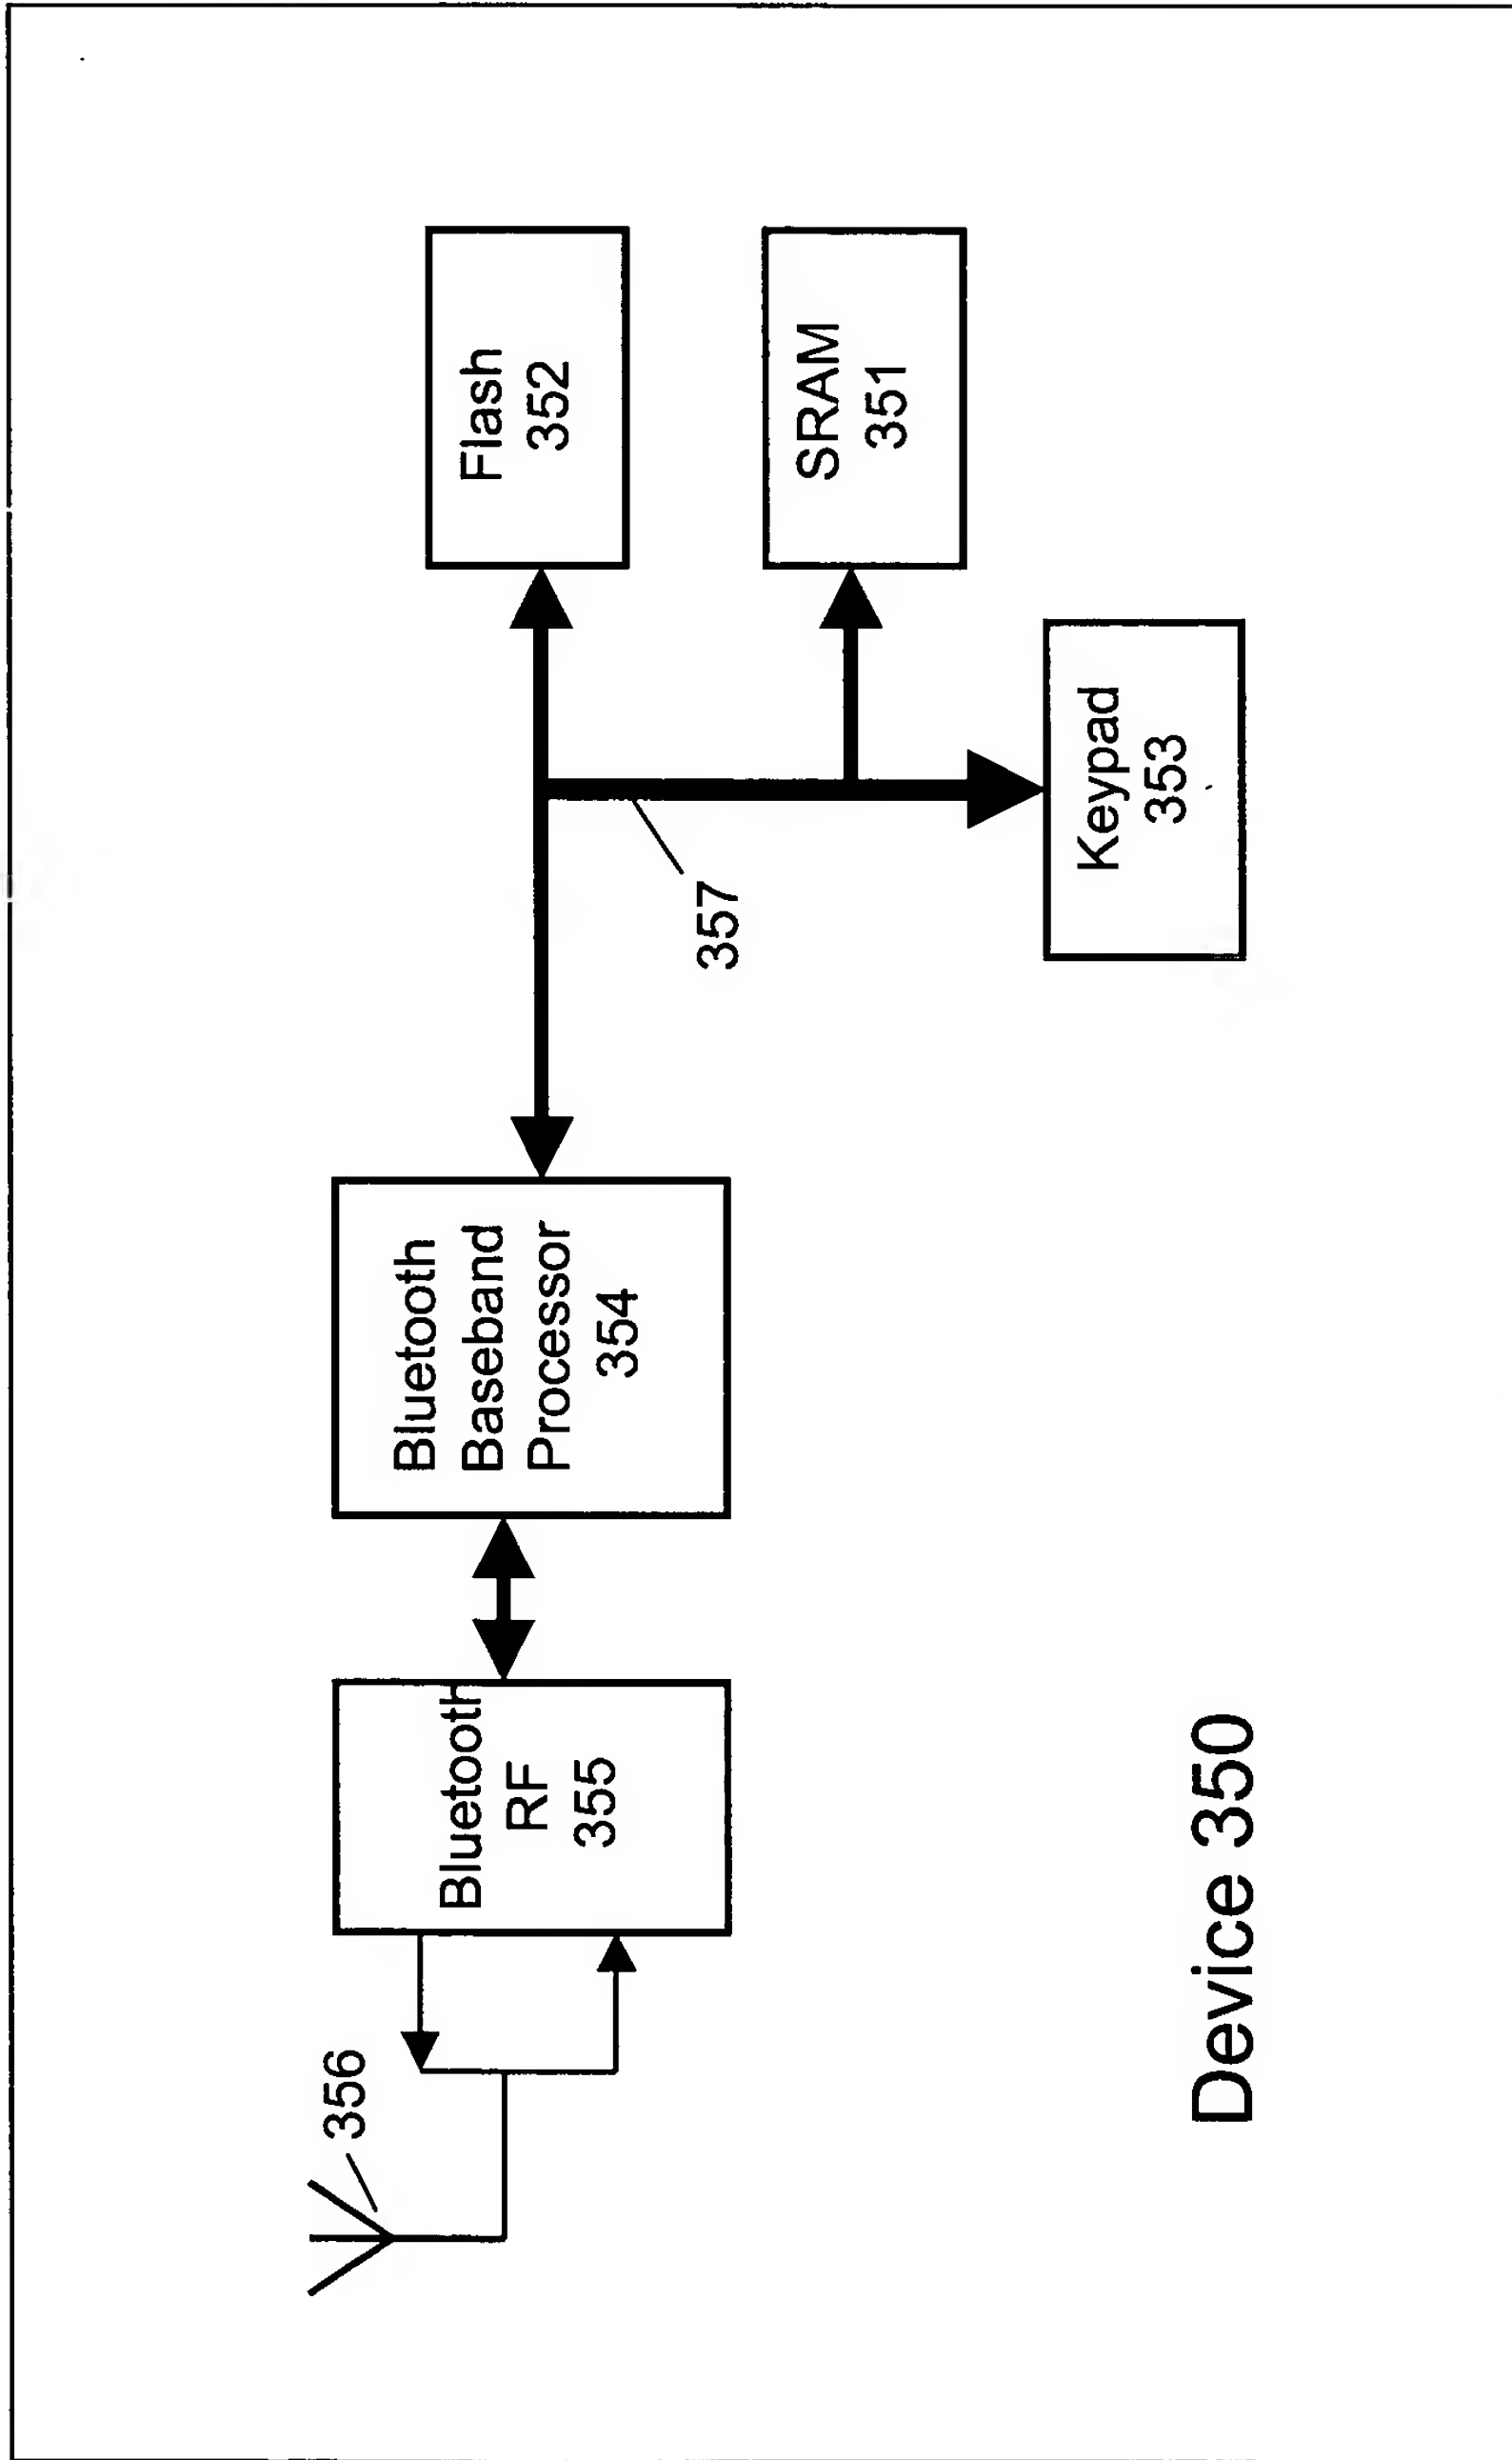 356
Bluetooth
RF
355
Bluetooth
Baseband
Processor
354
Flash
352
357
SRAM
351
Keypad
353
Device 350